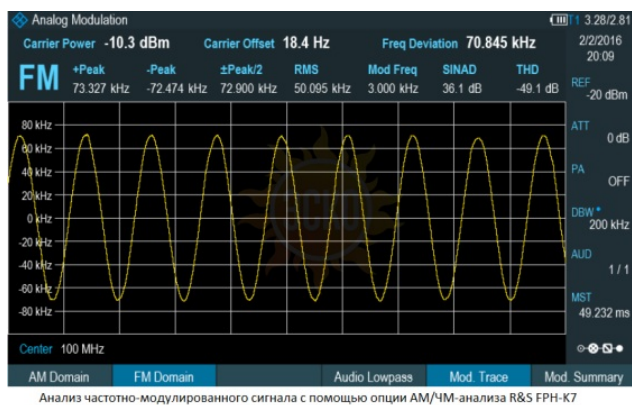 Analog Modulation T1 3.28/2.81
Carrier Power -10.3 dBm Carrier Offset 18.4 Hz Freq Deviation 70.845 kHz 2/2/2016
20:09
FM +Peak -Peak ±Peak/2 RMS Mod Freq SINAD THD
73.327 kHz -72.474 kHz 72.900 kHz 50.095 kHz 3.000 kHz 36.1 dB -49.1 dB
REF
-20 dBm
ATT
0 dB
PA
OFF
DBW
200 kHz
AUD
1 / 1
MST
49.232 ms
80 kHz
60 kHz
40 kHz
20 kHz
0 kHz
-20 kHz
-40 kHz
-60 kHz
-80 kHz
Center 100 MHz
AM Domain FM Domain Audio Lowpass Mod. Trace Mod. Summary
Анализ частотно-модулированного сигнала с помощью опции АМ/ЧМ-анализа R&S FPH-K7